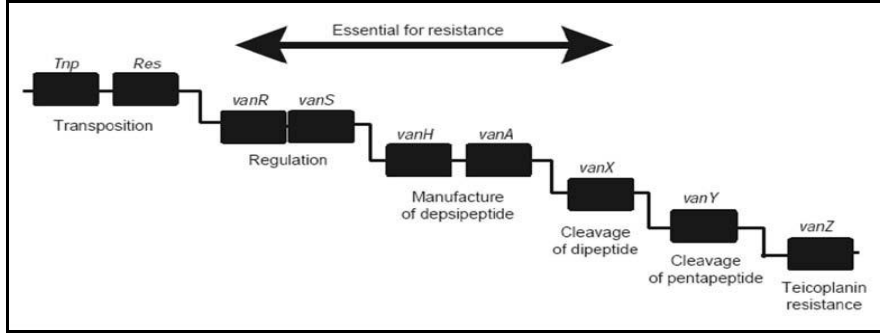 Essential for resistance
Tnp Res
Transposition
vanR vanS
Regulation
vanH vanA
Manufacture
of depsipeptide
vanX
Cleavage
of dipeptide
vanY
Cleavage
of pentapeptide
vanZ
Teicoplanin
resistance